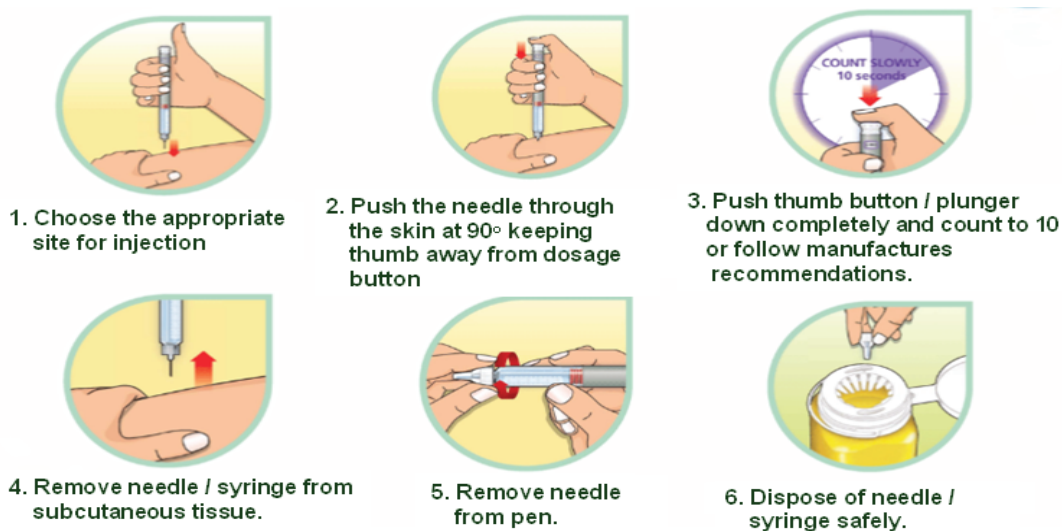 1. Choose the appropriate
site for injection
2. Push the needle through
the skin at 90° keeping
thumb away from dosage
button
COUNT SLOWLY
10 seconds
3. Push thumb button / plunger
down completely and count to 10
or follow manufactures
recommendations.
4. Remove needle / syringe from
subcutaneous tissue.
5. Remove needle
from pen.
6. Dispose of needle /
syringe safely.